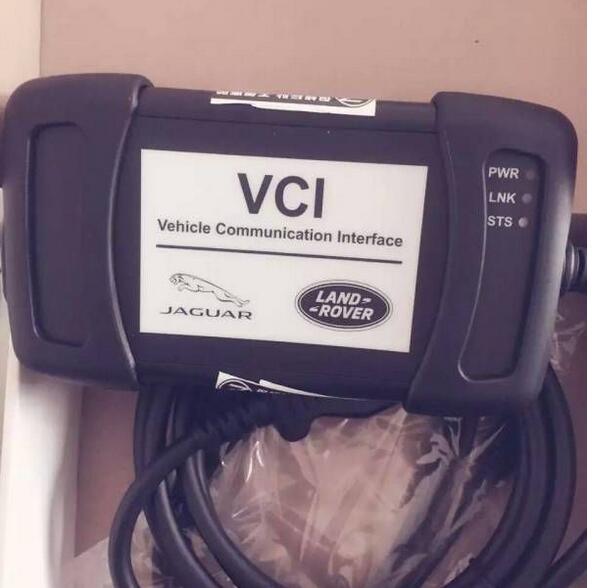 VCI
Vehicle Communication Interface
JAGUAR
LAND-
-ROVER
PWR
LNK
STS